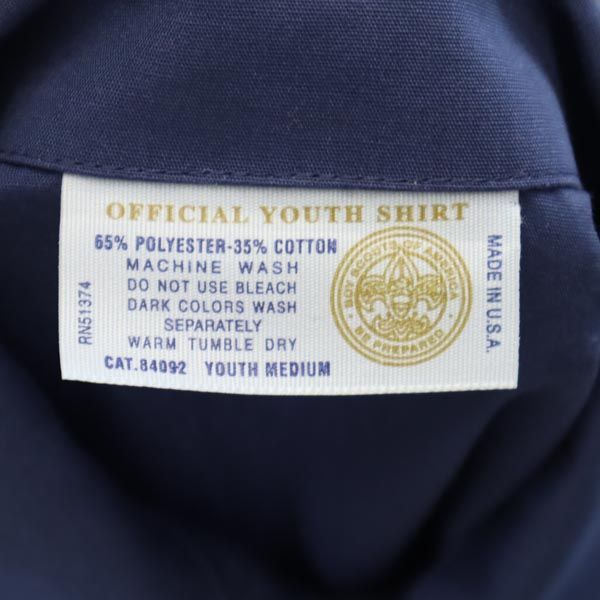 OFFICIAL YOUTH SHIRT
65% POLYESTER-35% COTTON
MACHINE WASH
DO NOT USE BLEACH
DARK COLORS WASH
SEPARATELY
WARM TUMBLE DRY
CAT.84092 YOUTH MEDIUM
RN51374
BOY SCOUTS OF AMERICA
BE PREPARED
MADE IN U.S.A.